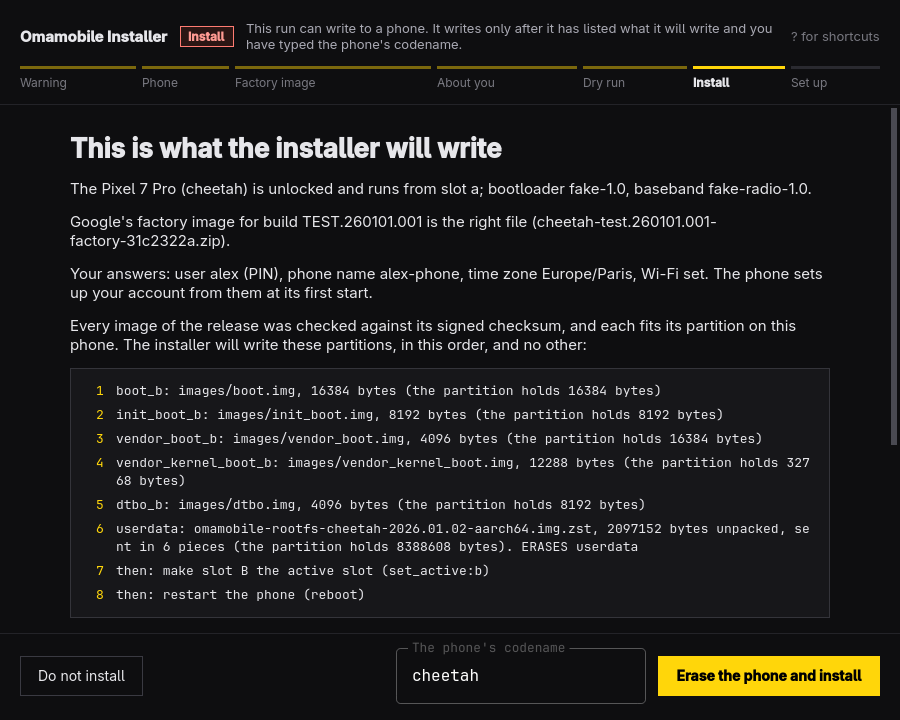 Omamobile Installer
Install
This run can write to a phone. It writes only after it has listed what it will write and you
have typed the phone's codename.
? for shortcuts
Warning
Phone
Factory image
About you
Dry run
Install
Set up
This is what the installer will write
The Pixel 7 Pro (cheetah) is unlocked and runs from slot a; bootloader fake-1.0, baseband fake-radio-1.0.
Google's factory image for build TEST.260101.001 is the right file (cheetah-test.260101.001-
factory-31c2322a.zip).
Your answers: user alex (PIN), phone name alex-phone, time zone Europe/Paris, Wi-Fi set. The phone sets
up your account from them at its first start.
Every image of the release was checked against its signed checksum, and each fits its partition on this
phone. The installer will write these partitions, in this order, and no other:
1 boot_b: images/boot.img, 16384 bytes (the partition holds 16384 bytes)
2 init_boot_b: images/init_boot.img, 8192 bytes (the partition holds 8192 bytes)
3 vendor_boot_b: images/vendor_boot.img, 4096 bytes (the partition holds 16384 bytes)
4 vendor_kernel_boot_b: images/vendor_kernel_boot.img, 12288 bytes (the partition holds 327
68 bytes)
5 dtbo_b: images/dtbo.img, 4096 bytes (the partition holds 8192 bytes)
6 userdata: omamobile-rootfs-cheetah-2026.01.02-aarch64.img.zst, 2097152 bytes unpacked, se
nt in 6 pieces (the partition holds 8388608 bytes). ERASES userdata
7 then: make slot B the active slot (set_active:b)
8 then: restart the phone (reboot)
Do not install
The phone's codename
cheetah
Erase the phone and install